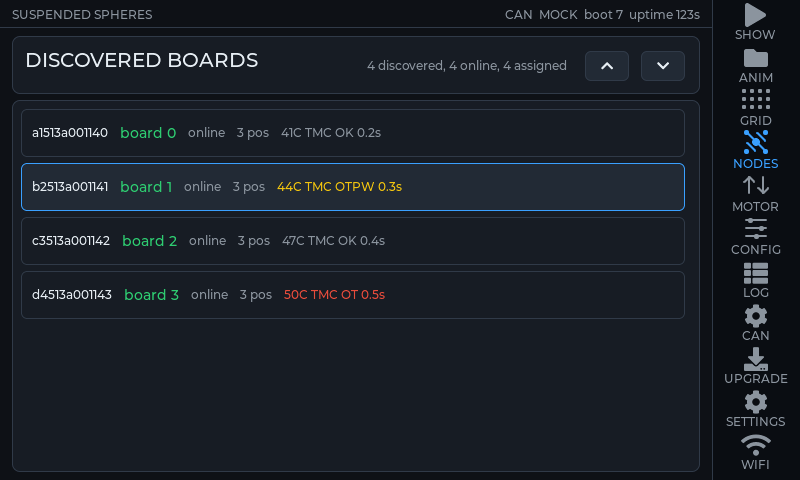 SUSPENDED SPHERES
CAN MOCK boot 7 uptime 123s
DISCOVERED BOARDS
4 discovered, 4 online, 4 assigned
a1513a001140 board 0 online 3 pos 41C TMC OK 0.2s
b2513a001141 board 1 online 3 pos 44C TMC OTPW 0.3s
c3513a001142 board 2 online 3 pos 47C TMC OK 0.4s
d4513a001143 board 3 online 3 pos 50C TMC OT 0.5s
SHOW
ANIM
GRID
NODES
MOTOR
CONFIG
LOG
CAN
UPGRADE
SETTINGS
WIFI